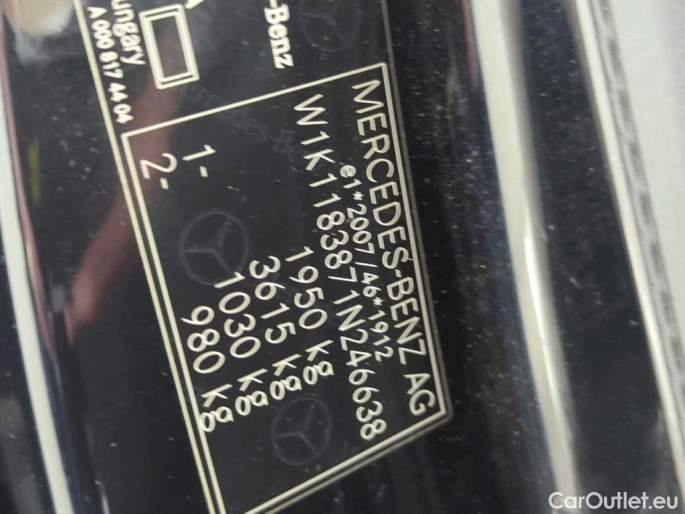 MERCEDES-BENZ AG
e1*2007/46*1912
W1K1183871N246638
1950 kg
3615 kg
1- 1030 kg
2- 980 kg
-Benz
ungary
A 000 817 44 04
CarOutlet.eu